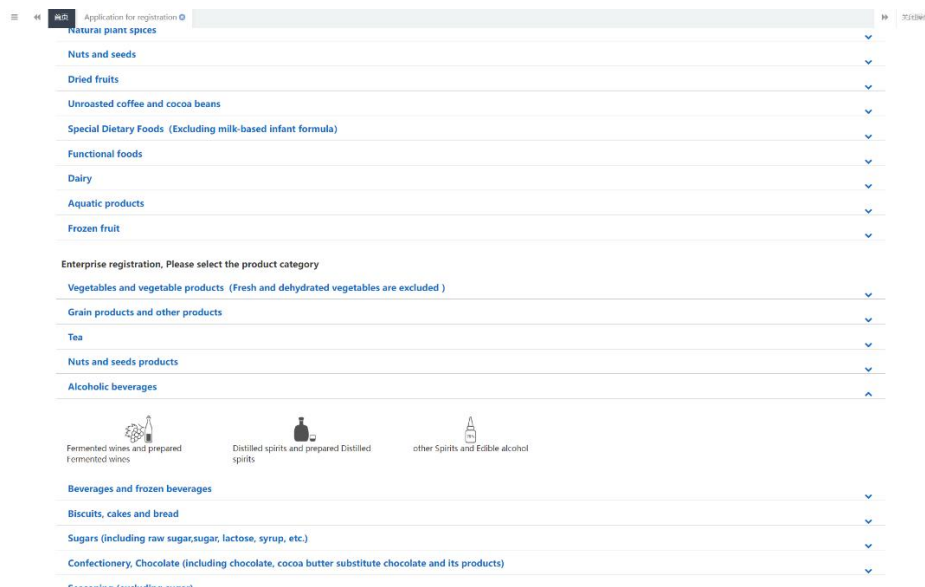 首页 Application for registration
Natural plant spices
Nuts and seeds
Dried fruits
Unroasted coffee and cocoa beans
Special Dietary Foods (Excluding milk-based infant formula)
Functional foods
Dairy
Aquatic products
Frozen fruit
Enterprise registration, Please select the product category
Vegetables and vegetable products (Fresh and dehydrated vegetables are excluded )
Grain products and other products
Tea
Nuts and seeds products
Alcoholic beverages
Fermented wines and prepared Distilled spirits and prepared Distilled other Spirits and Edible alcohol
Fermented wines spirits
Beverages and frozen beverages
Biscuits, cakes and bread
Sugars (including raw sugar,sugar, lactose, syrup, etc.)
Confectionery, Chocolate (including chocolate, cocoa butter substitute chocolate and its products)